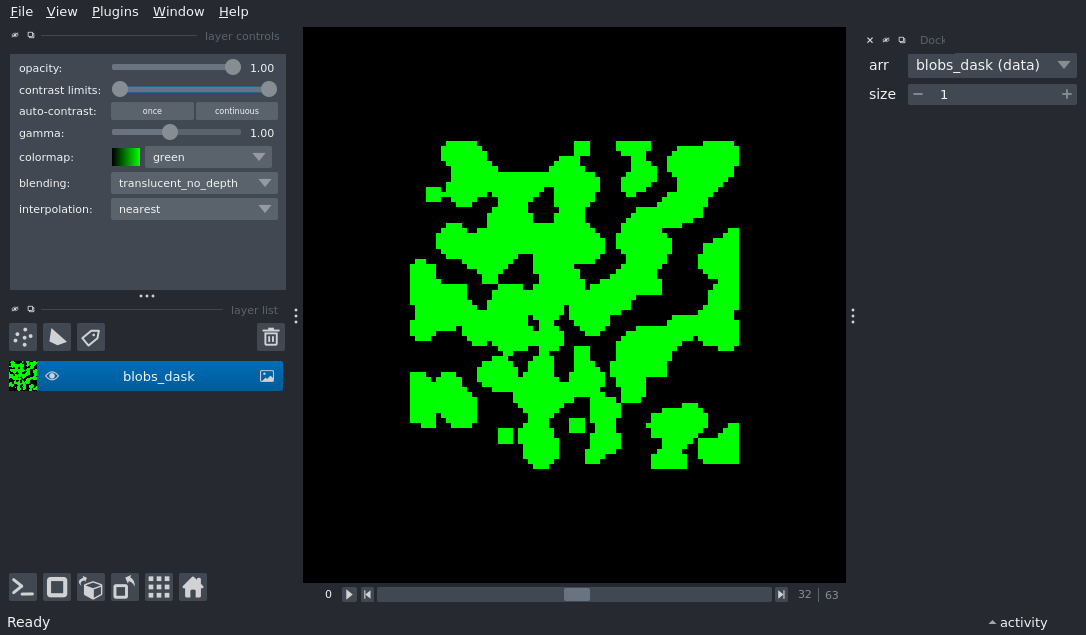 File View Plugins Window Help
layer controls
opacity: 1.00
contrast limits:
auto-contrast: once continuous
gamma: 1.00
colormap: green
blending: translucent_no_depth
interpolation: nearest
layer list
blobs_dask
Dock
arr blobs_dask (data)
size 1
0 32 63
Ready
activity